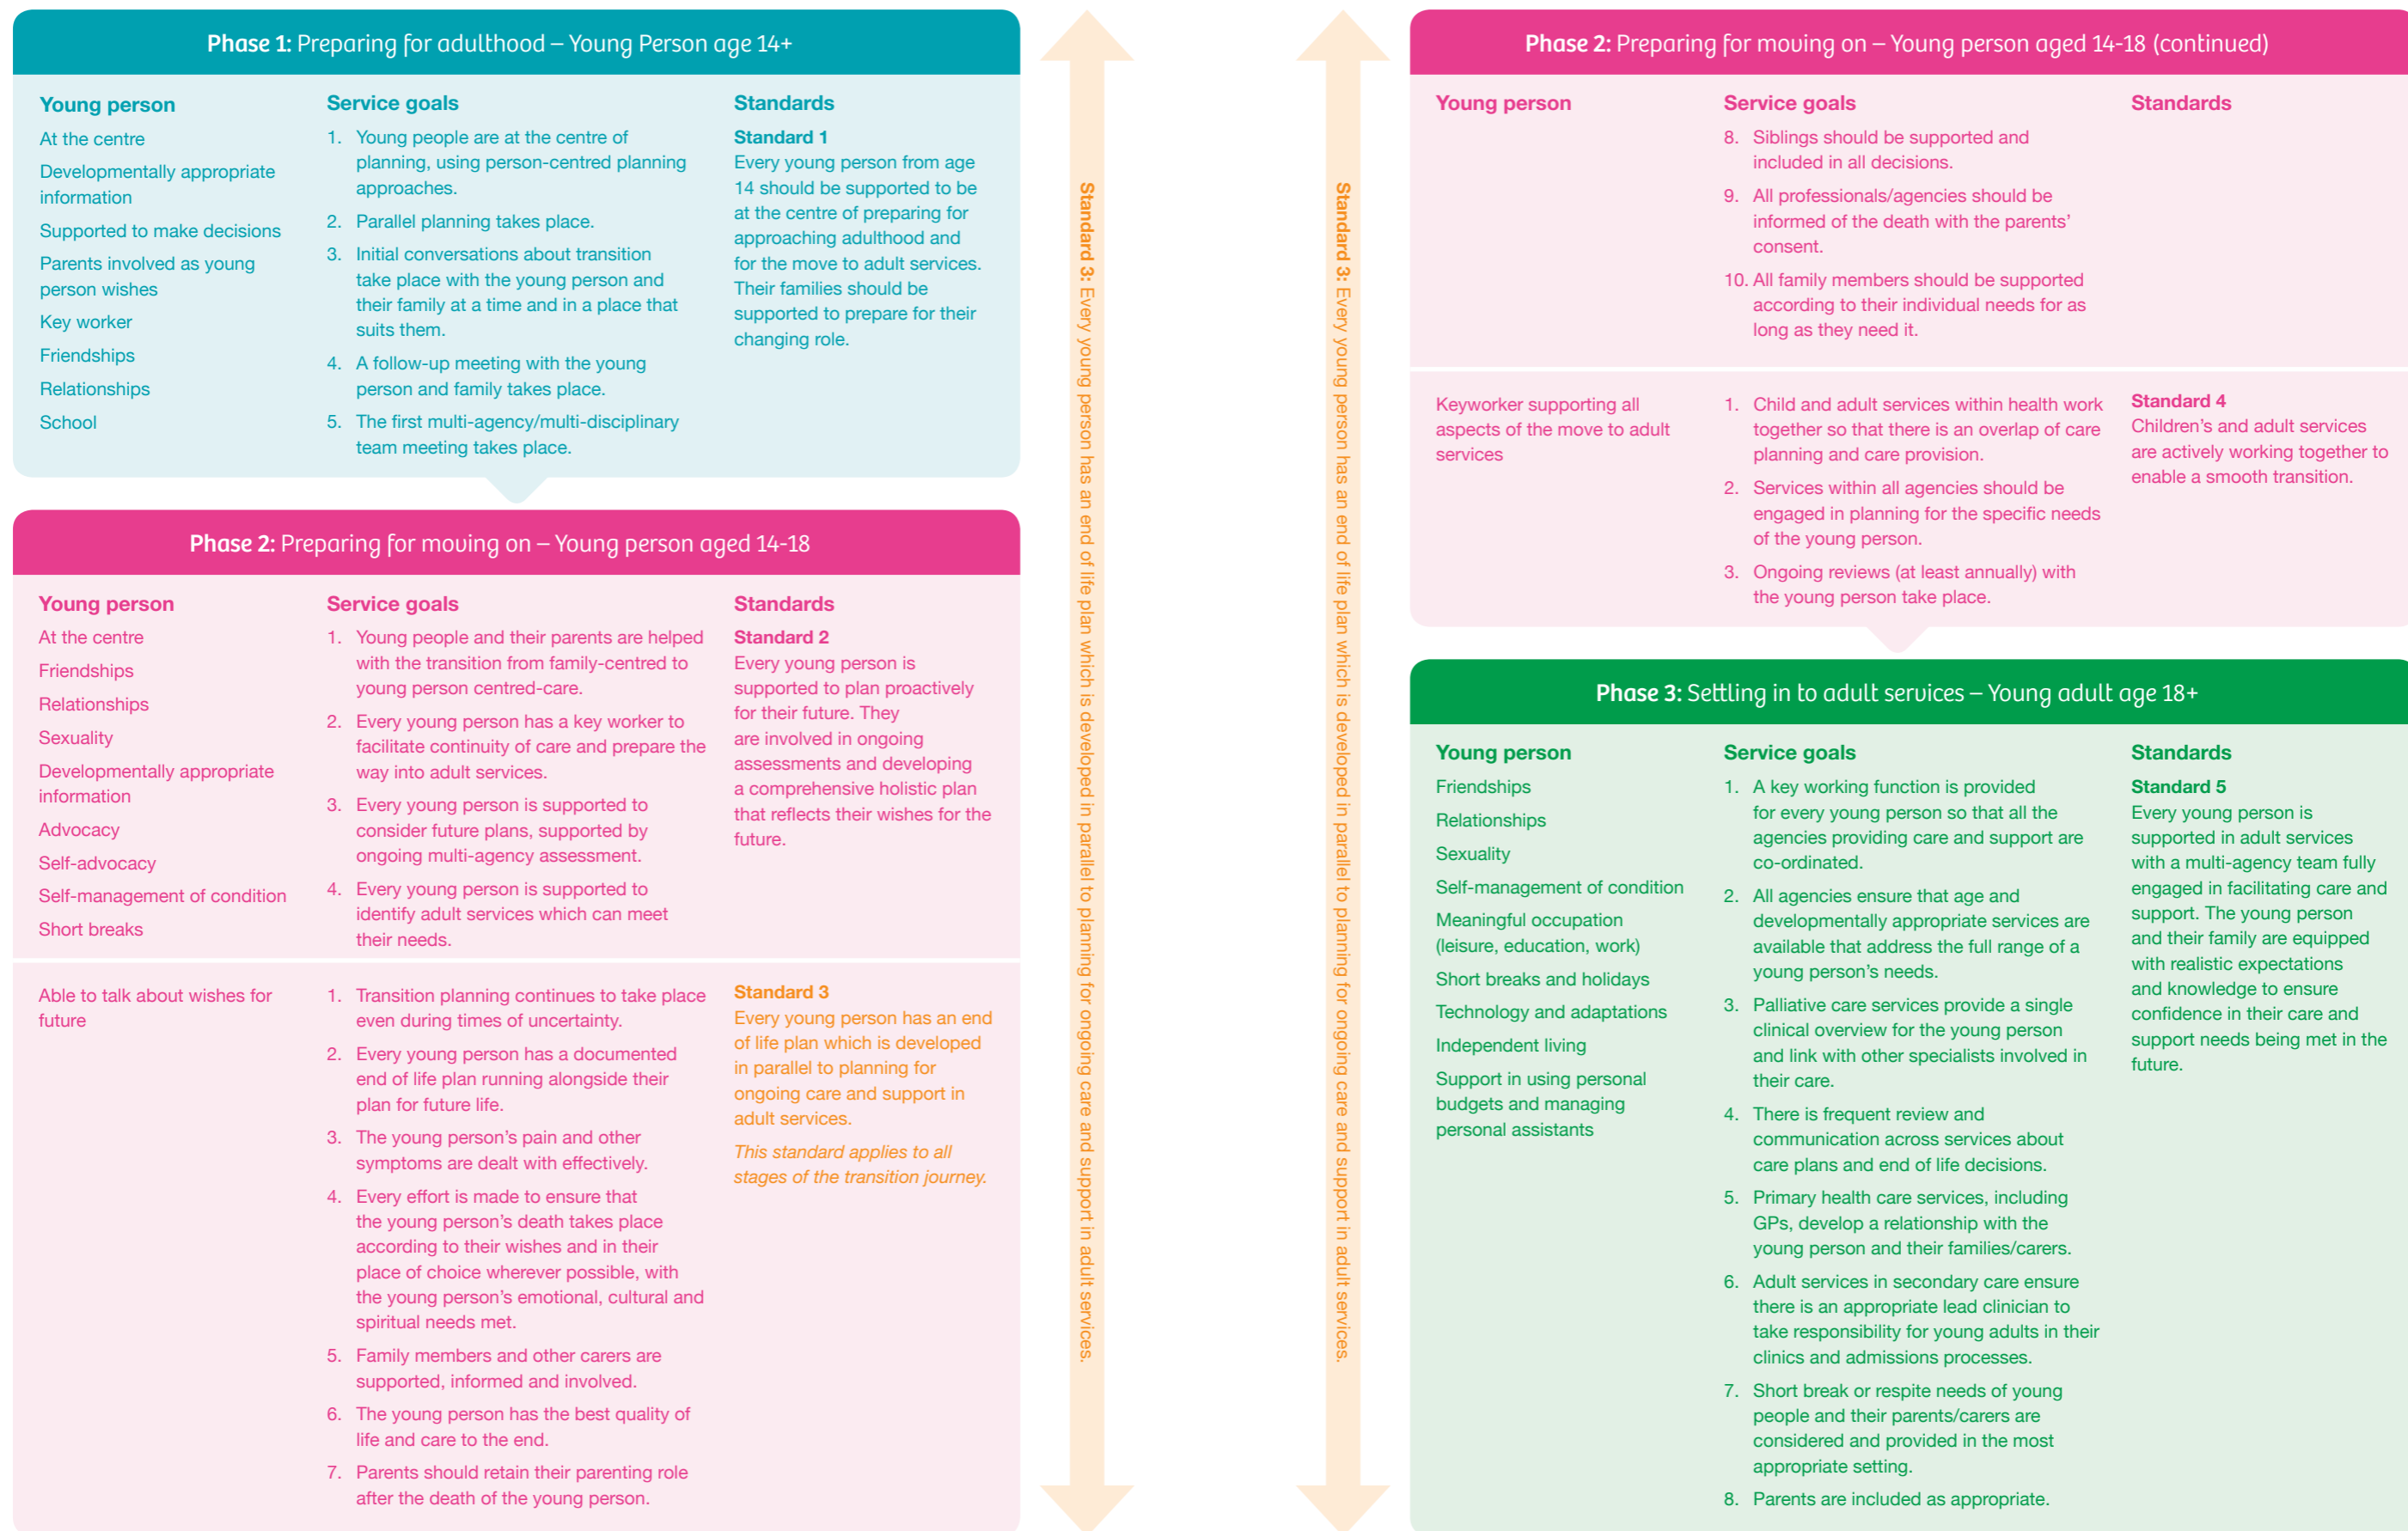 Phase 1: Preparing for adulthood – Young Person age 14+
Young person
At the centre
Developmentally appropriate
information
Supported to make decisions
Parents involved as young
person wishes
Key worker
Friendships
Relationships
School
Service goals
1. Young people are at the centre of
planning, using person-centred planning
approaches.
2. Parallel planning takes place.
3. Initial conversations about transition
take place with the young person and
their family at a time and in a place that
suits them.
4. A follow-up meeting with the young
person and family takes place.
5. The first multi-agency/multi-disciplinary
team meeting takes place.
Standards
Standard 1
Every young person from age
14 should be supported to be
at the centre of preparing for
approaching adulthood and
for the move to adult services.
Their families should be
supported to prepare for their
changing role.
Phase 2: Preparing for moving on – Young person aged 14-18
Young person
At the centre
Friendships
Relationships
Sexuality
Developmentally appropriate
information
Advocacy
Self-advocacy
Self-management of condition
Short breaks
Service goals
1. Young people and their parents are helped
with the transition from family-centred to
young person centred-care.
2. Every young person has a key worker to
facilitate continuity of care and prepare the
way into adult services.
3. Every young person is supported to
consider future plans, supported by
ongoing multi-agency assessment.
4. Every young person is supported to
identify adult services which can meet
their needs.
Standards
Standard 2
Every young person is
supported to plan proactively
for their future. They
are involved in ongoing
assessments and developing
a comprehensive holistic plan
that reflects their wishes for the
future.
Able to talk about wishes for
future
1. Transition planning continues to take place
even during times of uncertainty.
2. Every young person has a documented
end of life plan running alongside their
plan for future life.
3. The young person’s pain and other
symptoms are dealt with effectively.
4. Every effort is made to ensure that
the young person’s death takes place
according to their wishes and in their
place of choice wherever possible, with
the young person’s emotional, cultural and
spiritual needs met.
5. Family members and other carers are
supported, informed and involved.
6. The young person has the best quality of
life and care to the end.
7. Parents should retain their parenting role
after the death of the young person.
Standard 3
Every young person has an end
of life plan which is developed
in parallel to planning for
ongoing care and support in
adult services.
This standard applies to all
stages of the transition journey.
Standard 3: Every young person has an end of life plan which is developed in parallel to planning for ongoing care and support in adult services.
Standard 3: Every young person has an end of life plan which is developed in parallel to planning for ongoing care and support in adult services.
Phase 2: Preparing for moving on – Young person aged 14-18 (continued)
Young person
Service goals
8. Siblings should be supported and
included in all decisions.
9. All professionals/agencies should be
informed of the death with the parents’
consent.
10. All family members should be supported
according to their individual needs for as
long as they need it.
Standards
Keyworker supporting all
aspects of the move to adult
services
1. Child and adult services within health work
together so that there is an overlap of care
planning and care provision.
2. Services within all agencies should be
engaged in planning for the specific needs
of the young person.
3. Ongoing reviews (at least annually) with
the young person take place.
Standard 4
Children’s and adult services
are actively working together to
enable a smooth transition.
Phase 3: Settling in to adult services – Young adult age 18+
Young person
Friendships
Relationships
Sexuality
Self-management of condition
Meaningful occupation
(leisure, education, work)
Short breaks and holidays
Technology and adaptations
Independent living
Support in using personal
budgets and managing
personal assistants
Service goals
1. A key working function is provided
for every young person so that all the
agencies providing care and support are
co-ordinated.
2. All agencies ensure that age and
developmentally appropriate services are
available that address the full range of a
young person’s needs.
3. Palliative care services provide a single
clinical overview for the young person
and link with other specialists involved in
their care.
4. There is frequent review and
communication across services about
care plans and end of life decisions.
5. Primary health care services, including
GPs, develop a relationship with the
young person and their families/carers.
6. Adult services in secondary care ensure
there is an appropriate lead clinician to
take responsibility for young adults in their
clinics and admissions processes.
7. Short break or respite needs of young
people and their parents/carers are
considered and provided in the most
appropriate setting.
8. Parents are included as appropriate.
Standards
Standard 5
Every young person is
supported in adult services
with a multi-agency team fully
engaged in facilitating care and
support. The young person
and their family are equipped
with realistic expectations
and knowledge to ensure
confidence in their care and
support needs being met in the
future.